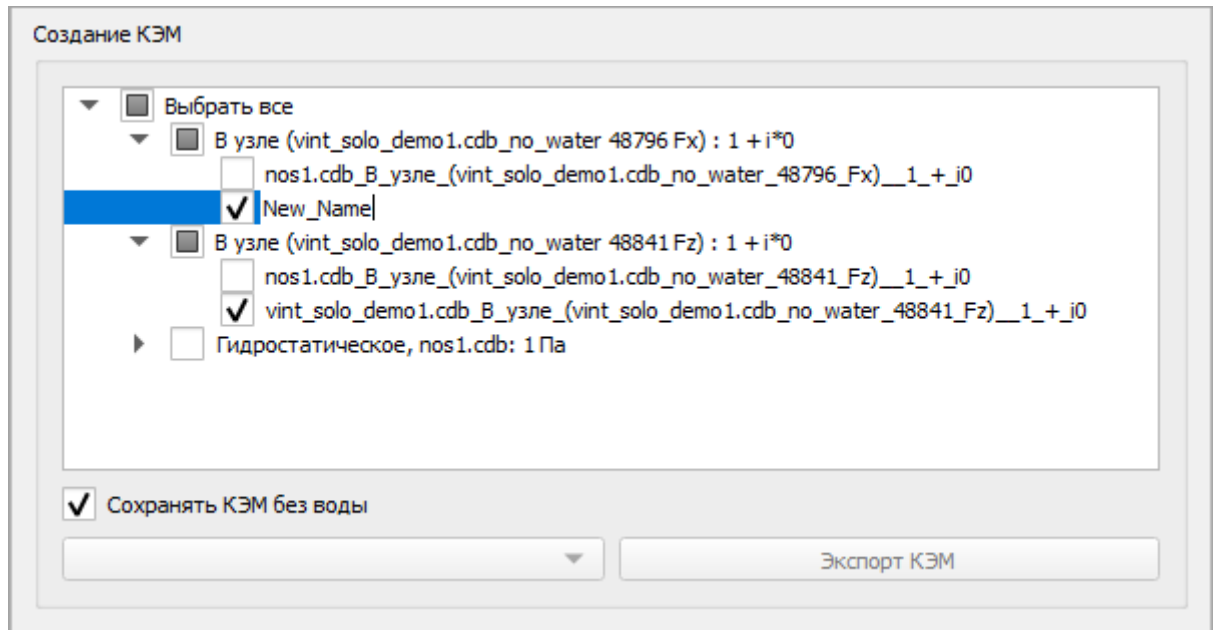 Создание КЭМ
Выбрать все
В узле (vint_solo_demo1.cdb_no_water 48796 Fx) : 1 + i*0
nos1.cdb_В_узле_(vint_solo_demo1.cdb_no_water_48796_Fx)__1_+_i0
New_Name
В узле (vint_solo_demo1.cdb_no_water 48841 Fz) : 1 + i*0
nos1.cdb_В_узле_(vint_solo_demo1.cdb_no_water_48841_Fz)__1_+_i0
vint_solo_demo1.cdb_В_узле_(vint_solo_demo1.cdb_no_water_48841_Fz)__1_+_i0
Гидростатическое, nos1.cdb: 1 Па
Сохранять КЭМ без воды
Экспорт КЭМ